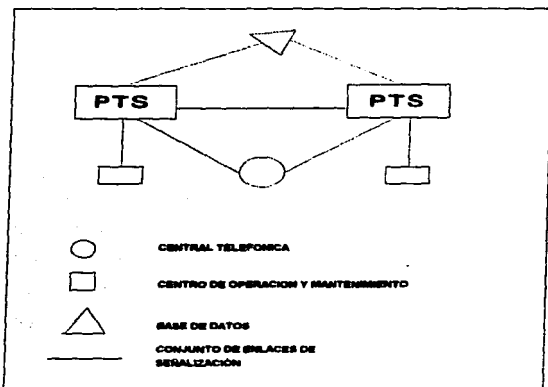 PTS
PTS
CENTRAL TELEFONICA
CENTRO DE OPERACION Y MANTENIMIENTO
BASE DE DATOS
CONJUNTO DE ENLACES DE
SEÑALIZACIÓN